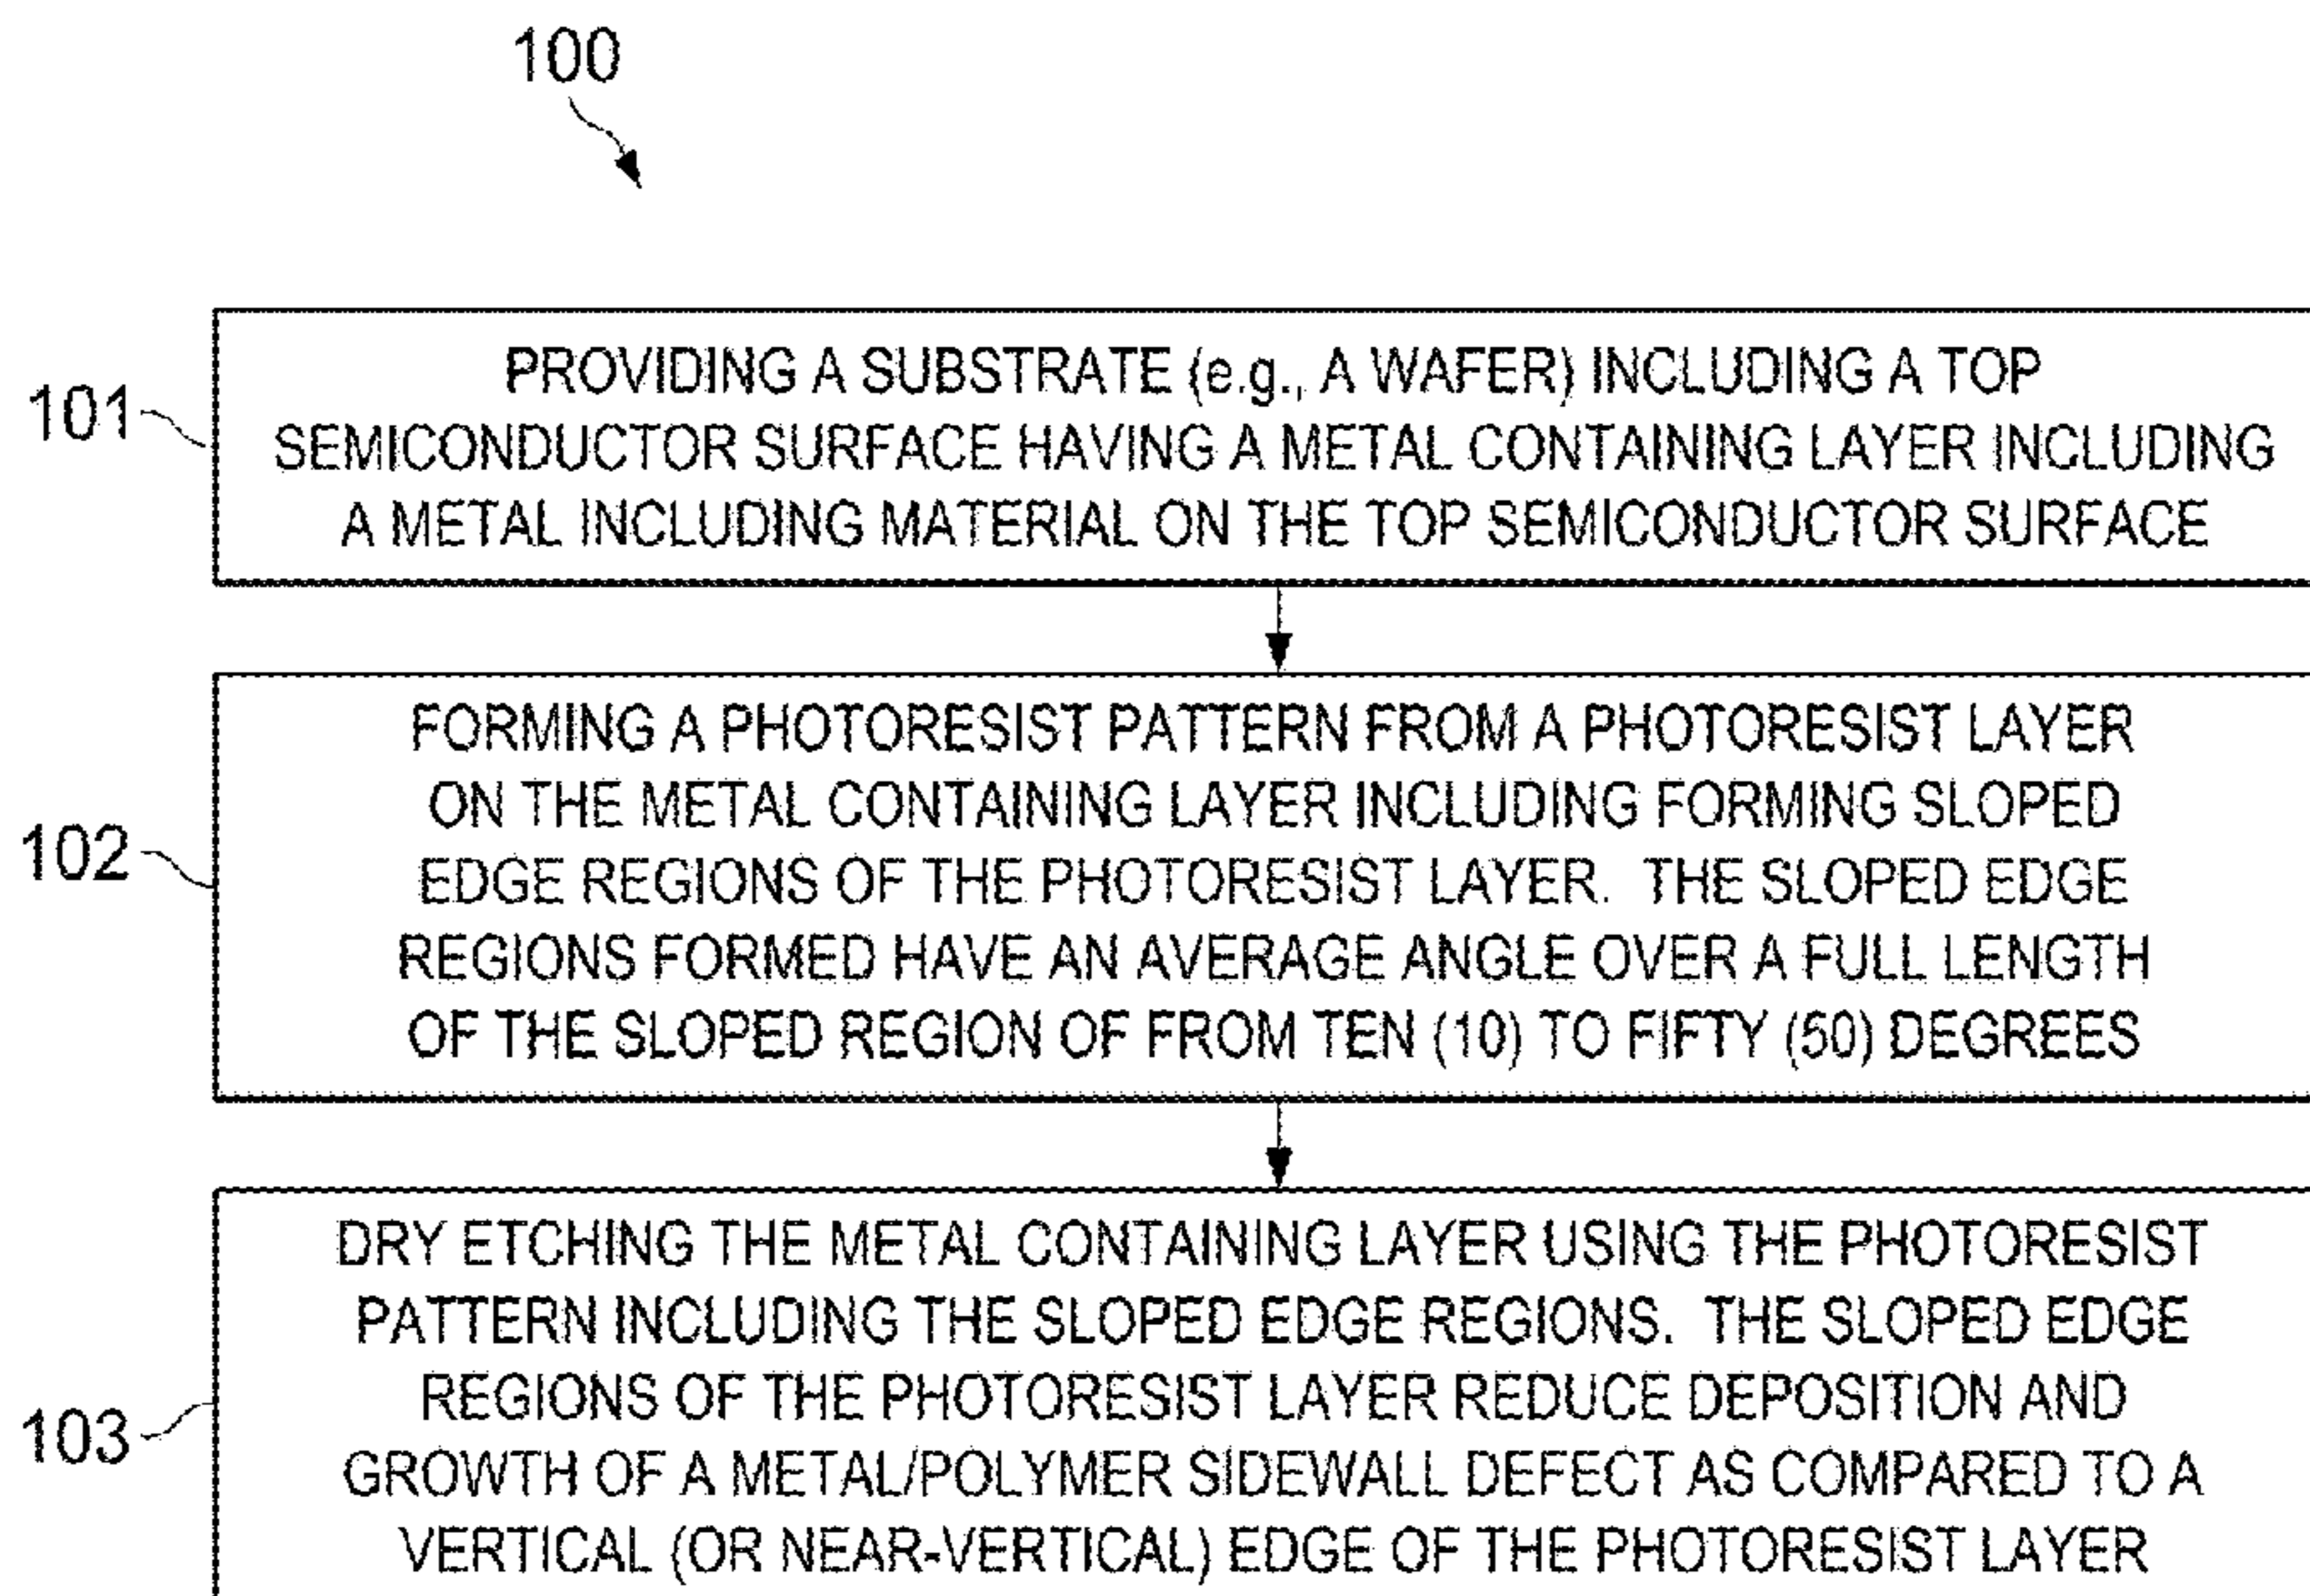 100
101
PROVIDING A SUBSTRATE (e.g., A WAFER) INCLUDING A TOP
SEMICONDUCTOR SURFACE HAVING A METAL CONTAINING LAYER INCLUDING
A METAL INCLUDING MATERIAL ON THE TOP SEMICONDUCTOR SURFACE
102
FORMING A PHOTORESIST PATTERN FROM A PHOTORESIST LAYER
ON THE METAL CONTAINING LAYER INCLUDING FORMING SLOPED
EDGE REGIONS OF THE PHOTORESIST LAYER. THE SLOPED EDGE
REGIONS FORMED HAVE AN AVERAGE ANGLE OVER A FULL LENGTH
OF THE SLOPED REGION OF FROM TEN (10) TO FIFTY (50) DEGREES
103
DRY ETCHING THE METAL CONTAINING LAYER USING THE PHOTORESIST
PATTERN INCLUDING THE SLOPED EDGE REGIONS. THE SLOPED EDGE
REGIONS OF THE PHOTORESIST LAYER REDUCE DEPOSITION AND
GROWTH OF A METAL/POLYMER SIDEWALL DEFECT AS COMPARED TO A
VERTICAL (OR NEAR-VERTICAL) EDGE OF THE PHOTORESIST LAYER